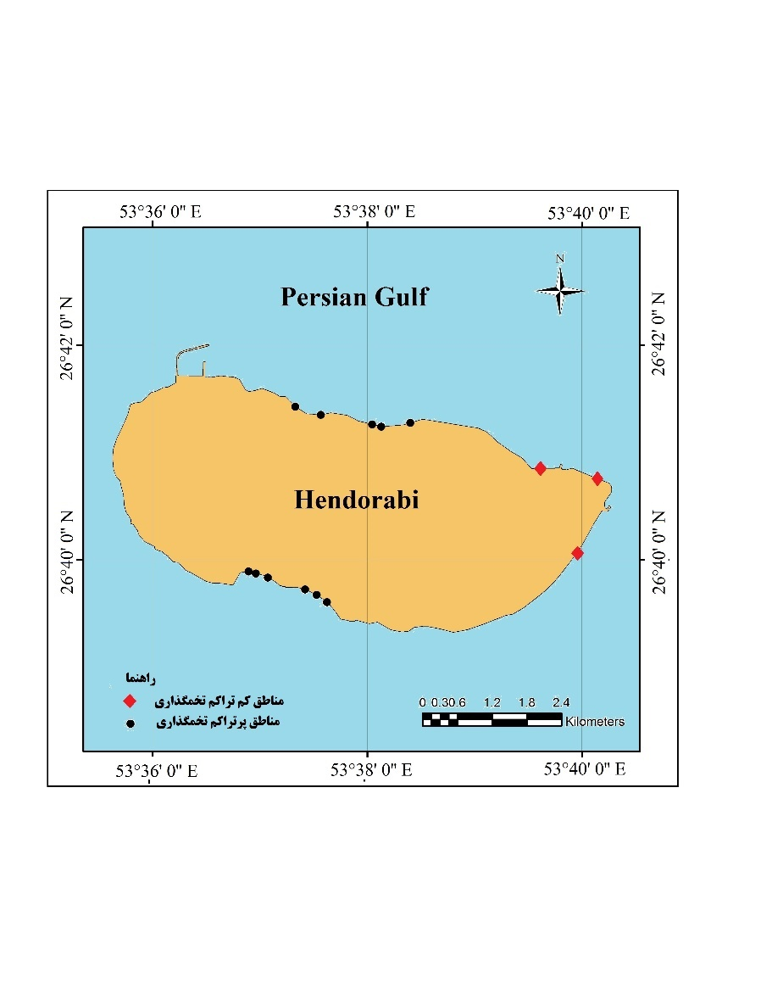 53°36' 0" E 53°38' 0" E 53°40' 0" E
N
Persian Gulf
26°42' 0" N 26°42' 0" N
Hendorabi
26°40' 0" N 26°40' 0" N
راهنما
مناطق کم تراکم تخمگذاری
مناطق پرتراکم تخمگذاری
0 0.30.6 1.2 1.8 2.4
Kilometers
53°36' 0" E 53°38' 0" E 53°40' 0" E